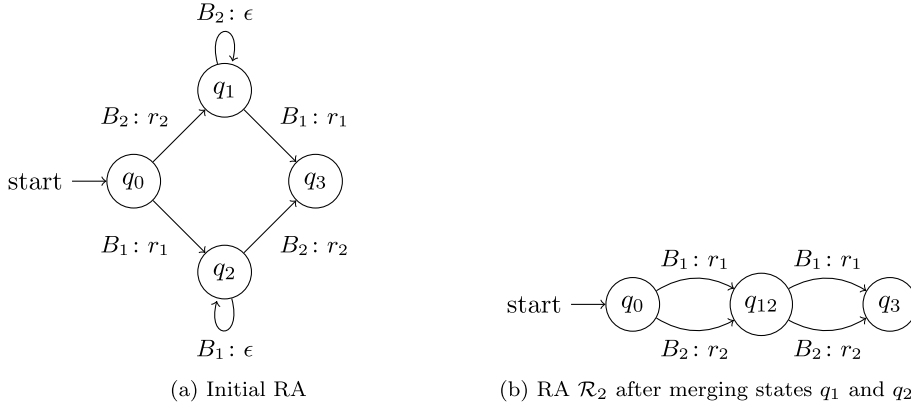 B₂: ϵ
q₁
B₂: r₂
B₁: r₁
start
q₀
q₃
B₁: r₁
B₂: r₂
q₂
B₁: ϵ
(a) Initial RA
B₁: r₁
B₁: r₁
start
q₀
q₁₂
q₃
B₂: r₂
B₂: r₂
(b) RA ℛ₂ after merging states q₁ and q₂